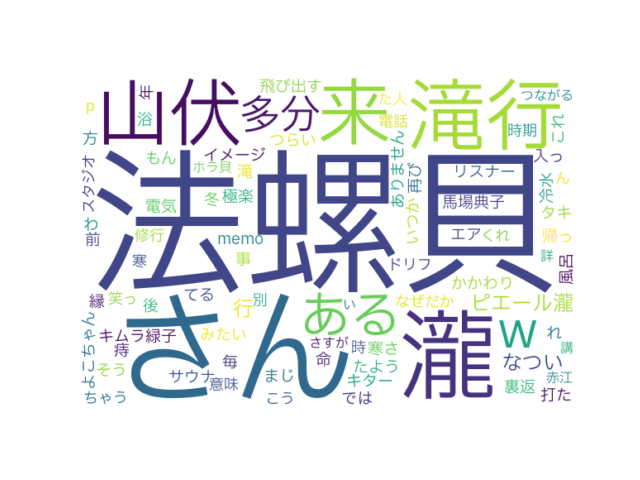 p
年
浴
方
スタジオ
わ
前
山伏
多分
飛び出す
来
た人
電話
滝行
つながる
時期
これ
もん
ホラ貝
イメージ
つらい
滝
ありません
再び
リスナー
入っ
冷水
ん
電気
冬
極楽
いつか
馬場典子
タキ
修行
memo
事
エア
くれ
帰っ
寒
法螺貝
ドリフ
詳
風呂
縁
笑っ
後
てる
行
別
ある
い
なぜだか
かかわり
ピエール瀧
ちよこちゃん
キムラ緑子
みたい
さん
さすが
時
寒さ
瀧
w
れ
痔
そう
サウナ
毎
意味
まじ
命
たよう
キター
なつい
講
赤江
ちゃう
こう
では
裏返
打た